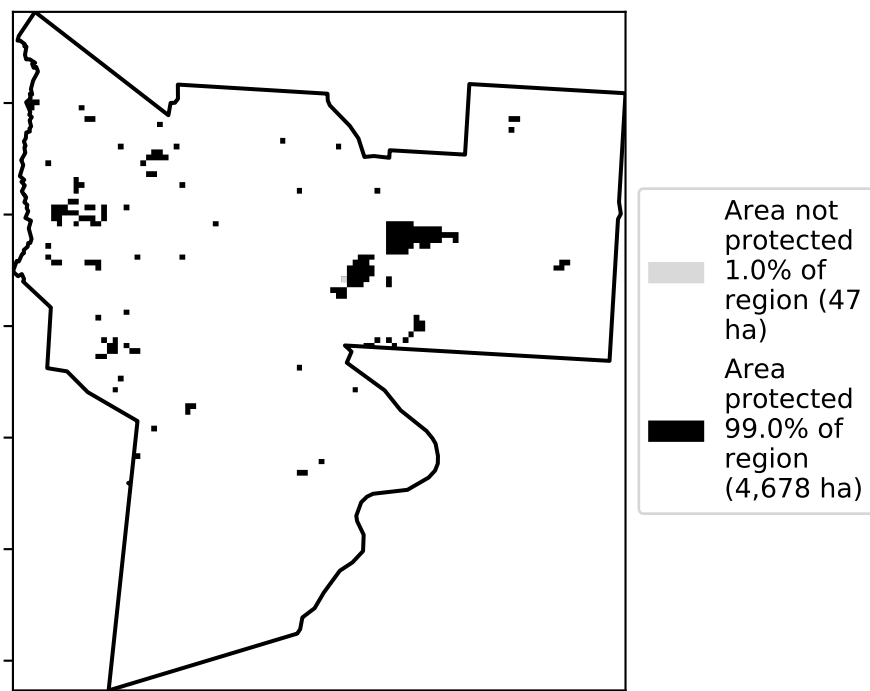 Area not
protected
1.0% of
region (47
ha)
Area
protected
99.0% of
region
(4,678 ha)